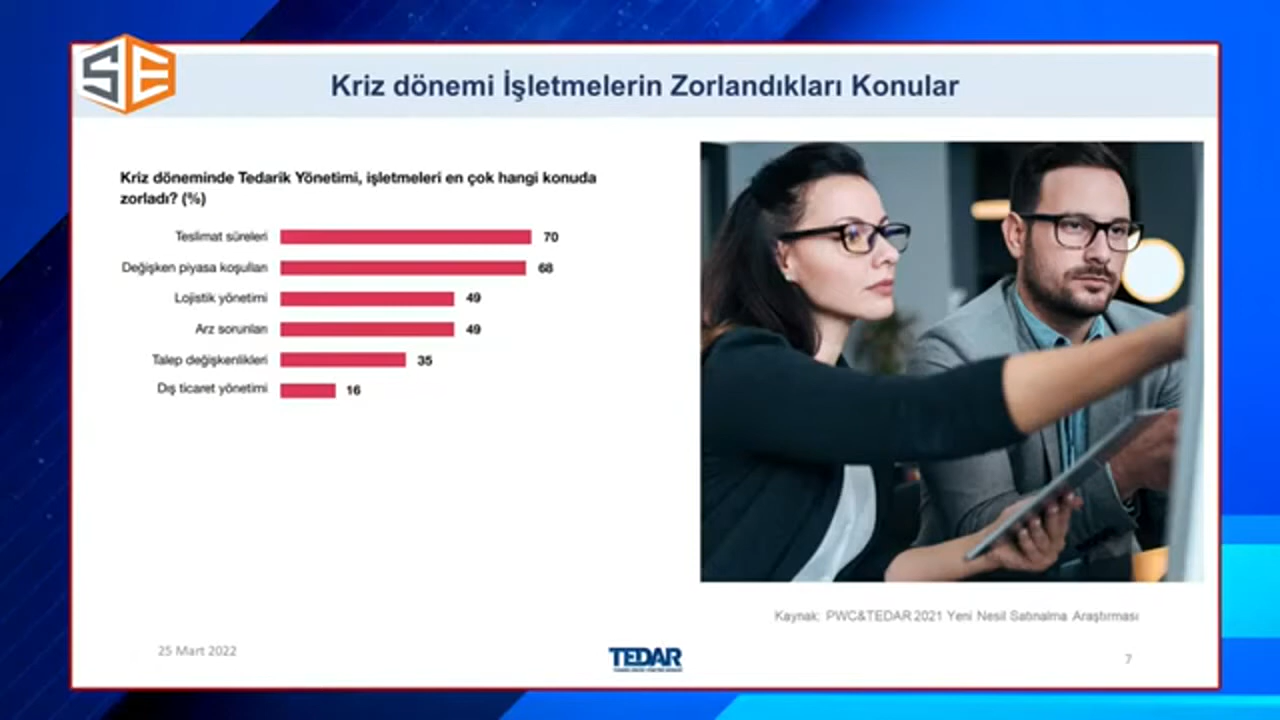 SE
Kriz dönemi İşletmelerin Zorlandıkları Konular
Kriz döneminde Tedarik Yönetimi, işletmeleri en çok hangi konuda
zorladı? (%)
Teslimat süreleri 70
Değişken piyasa koşulları 68
Lojistik yönetimi 49
Arz sorunları 49
Talep değişkenlikleri 35
Dış ticaret yönetimi 16
Kaynak: PWC&TEDAR 2021 Yeni Nesil Satınalma Araştırması
25 Mart 2022
TEDAR
7